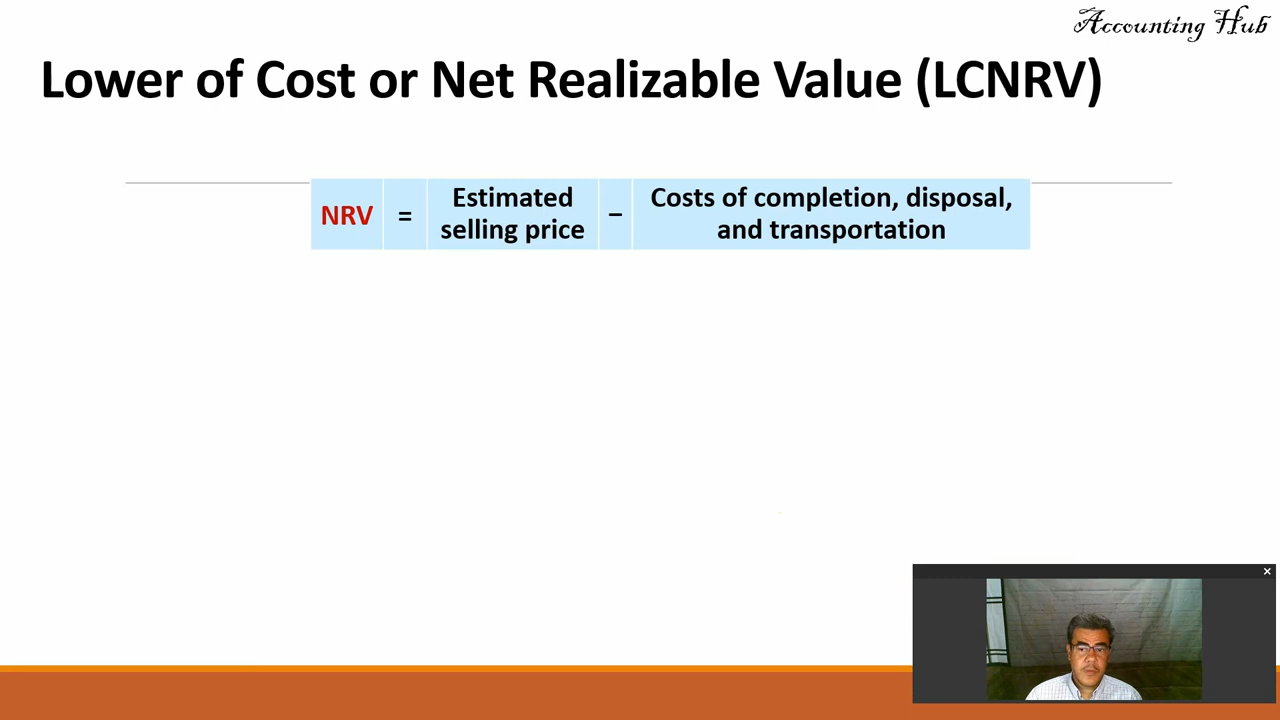 Accounting Hub
Lower of Cost or Net Realizable Value (LCNRV)
NRV = Estimated selling price – Costs of completion, disposal, and transportation